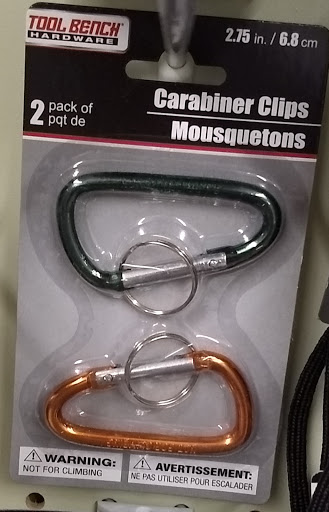 TOOL BENCH
HARDWARE
2.75 in. / 6.8 cm
2 pack of
pqt de
Carabiner Clips
Mousquetons
WARNING:
NOT FOR CLIMBING
AVERTISSEMENT:
NE PAS UTILISER POUR ESCALADER